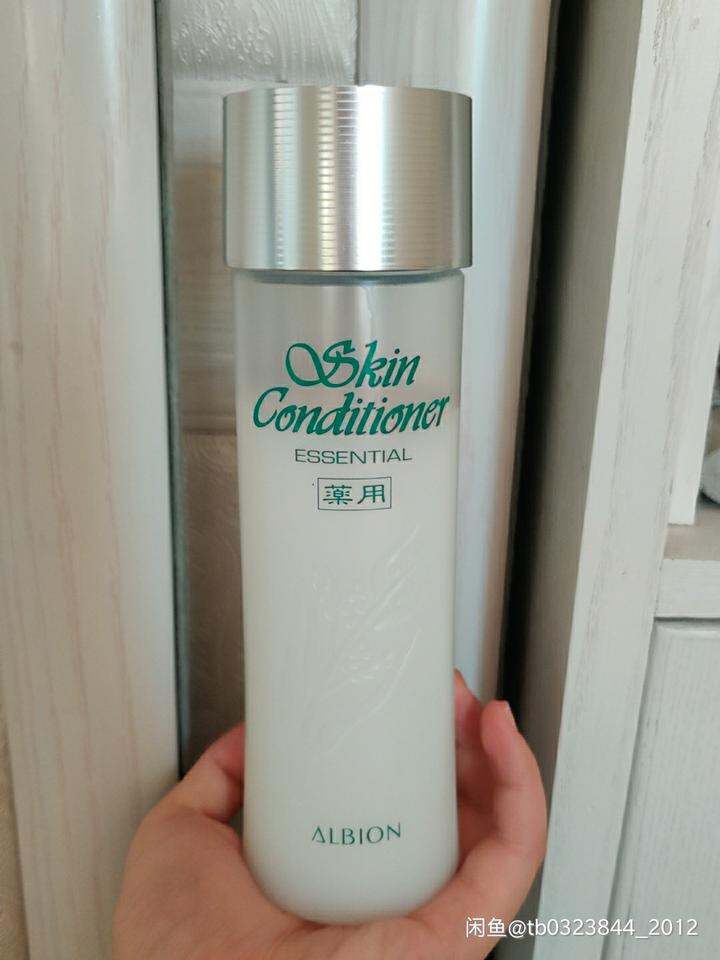 Skin
Conditioner
ESSENTIAL
薬用
ALBION
闲鱼@tb0323844_2012